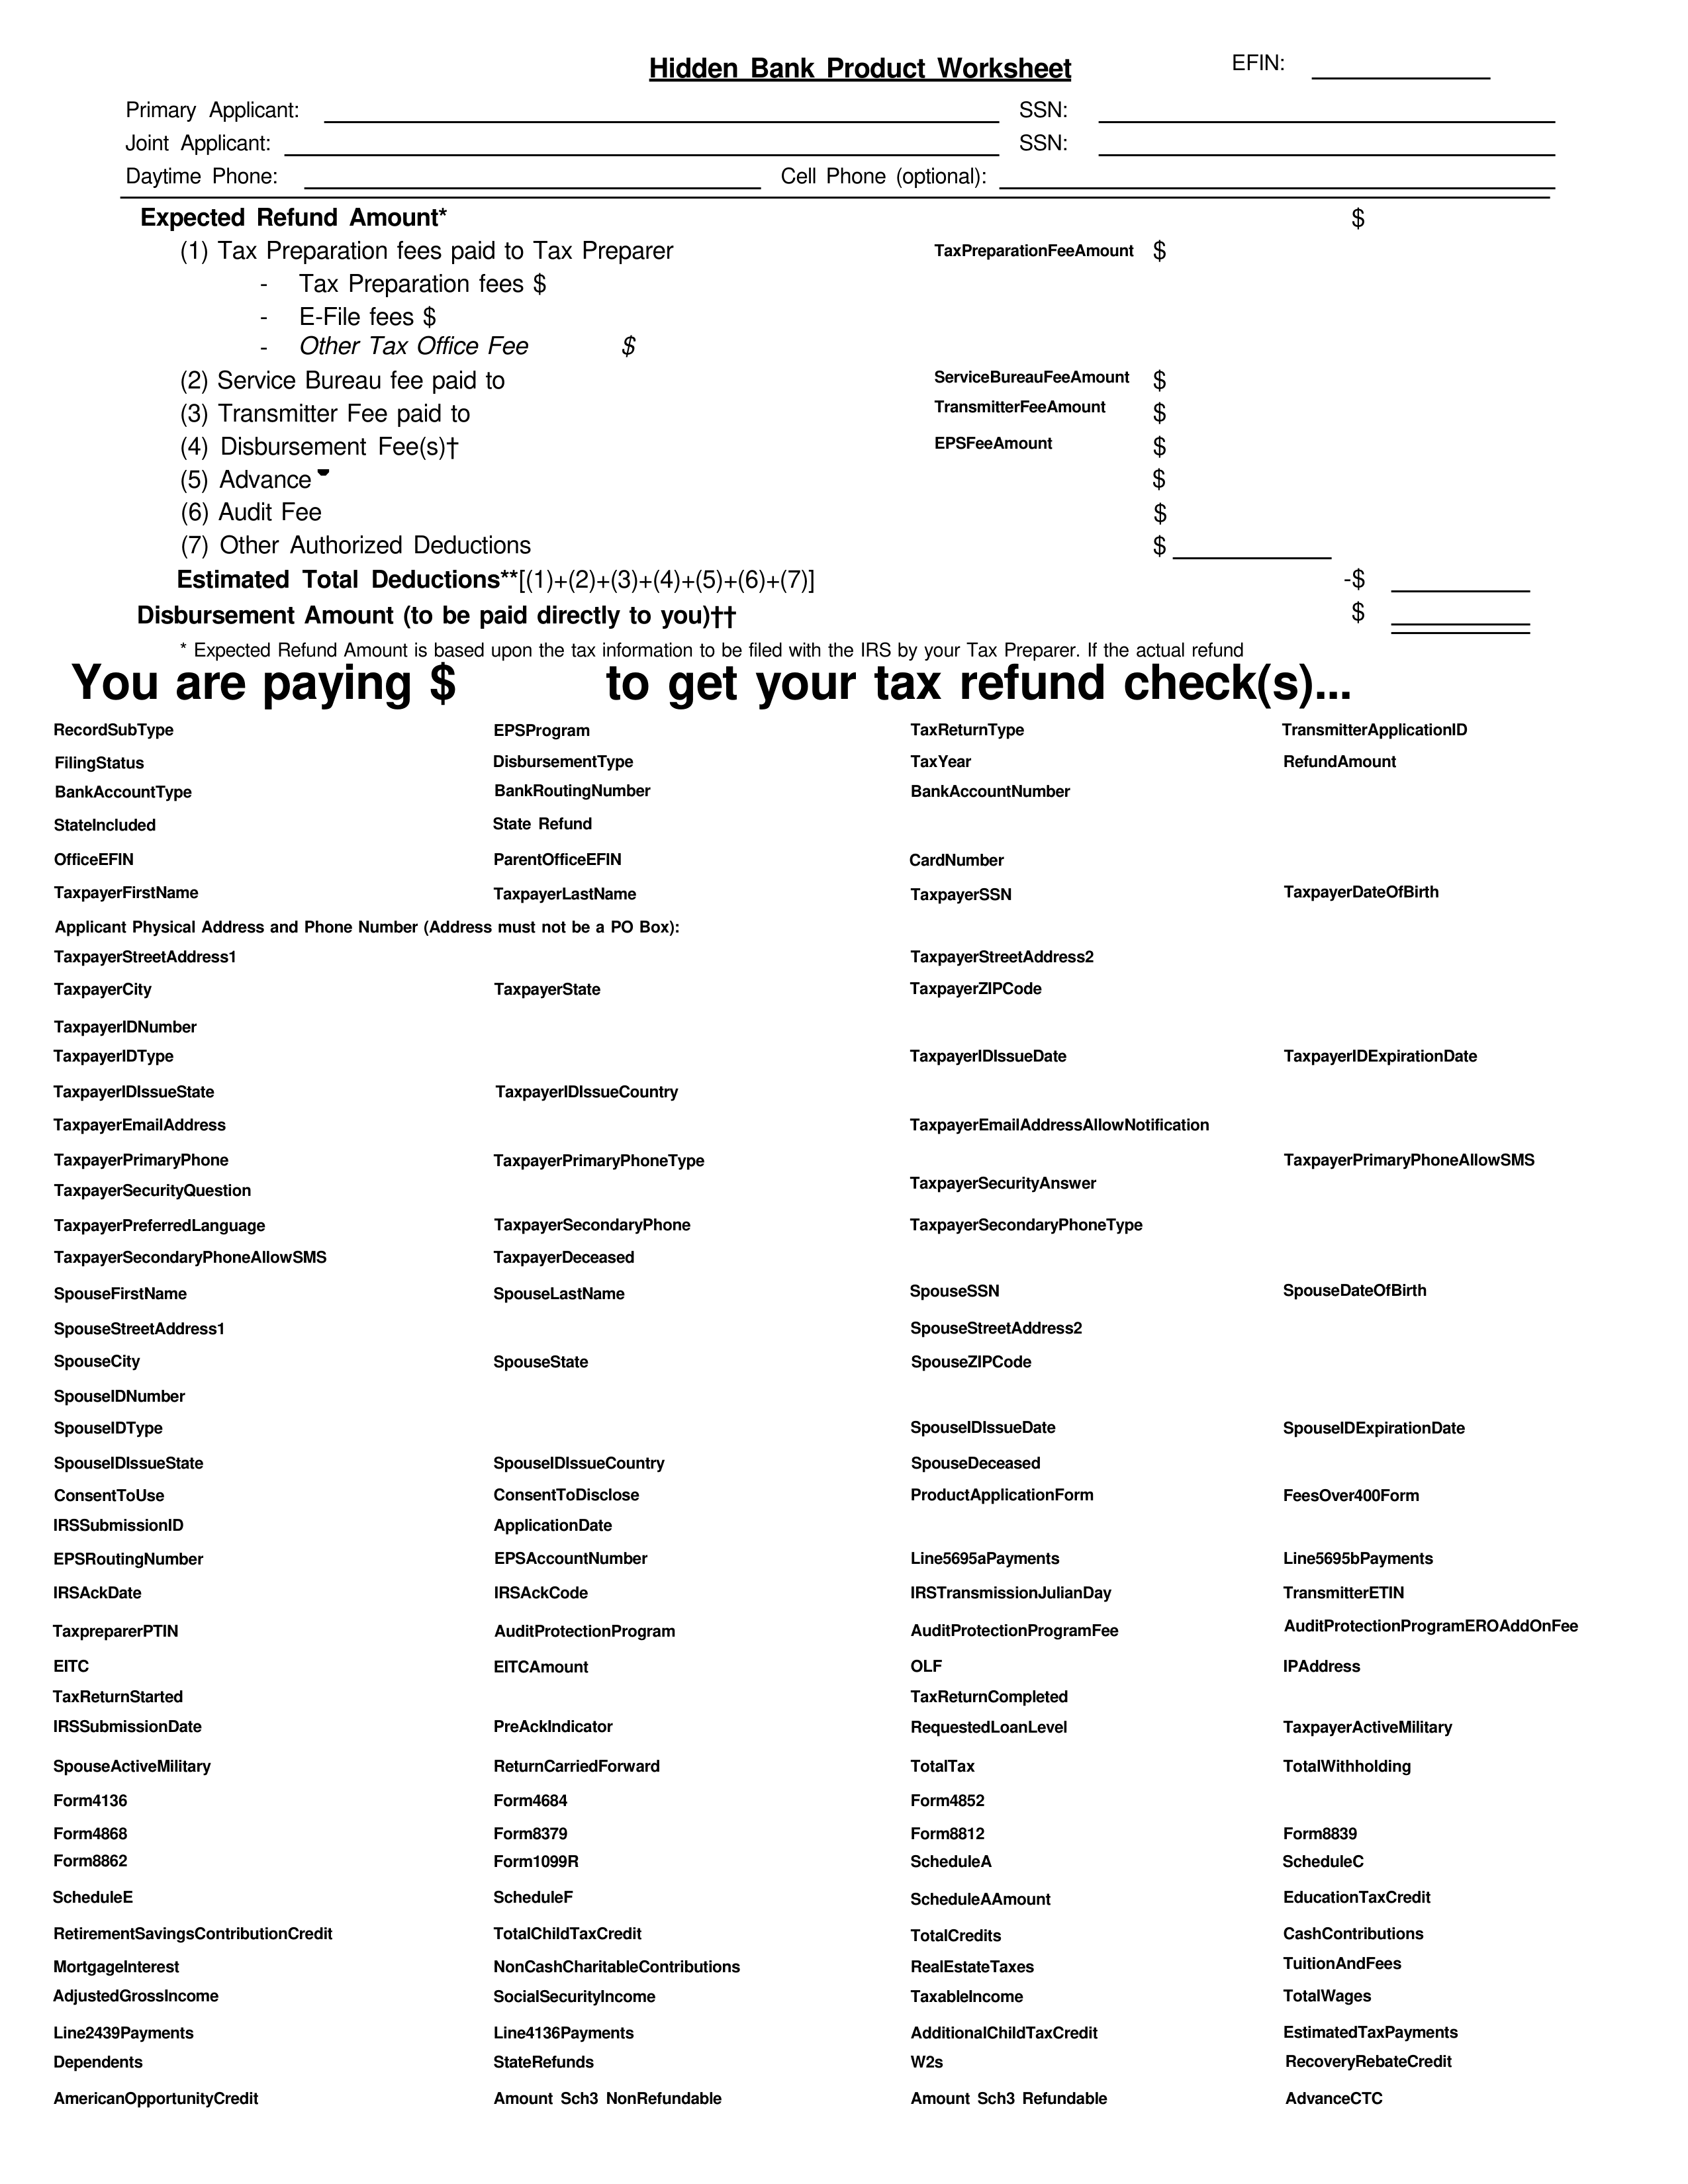 Hidden Bank Product Worksheet EFIN:
Primary Applicant: SSN:
Joint Applicant: SSN:
Daytime Phone: Cell Phone (optional):
Expected Refund Amount* $
(1) Tax Preparation fees paid to Tax Preparer TaxPreparationFeeAmount $
- Tax Preparation fees $
- E-File fees $
- Other Tax Office Fee $
(2) Service Bureau fee paid to ServiceBureauFeeAmount $
(3) Transmitter Fee paid to TransmitterFeeAmount $
(4) Disbursement Fee(s)† EPSFeeAmount $
(5) Advance $
(6) Audit Fee $
(7) Other Authorized Deductions $
Estimated Total Deductions**[(1)+(2)+(3)+(4)+(5)+(6)+(7)] -$
Disbursement Amount (to be paid directly to you)†† $
* Expected Refund Amount is based upon the tax information to be filed with the IRS by your Tax Preparer. If the actual refund
You are paying $ to get your tax refund check(s)...
RecordSubType EPSProgram TaxReturnType TransmitterApplicationID
FilingStatus DisbursementType TaxYear RefundAmount
BankAccountType BankRoutingNumber BankAccountNumber
StateIncluded State Refund
OfficeEFIN ParentOfficeEFIN CardNumber
TaxpayerFirstName TaxpayerLastName TaxpayerSSN TaxpayerDateOfBirth
Applicant Physical Address and Phone Number (Address must not be a PO Box):
TaxpayerStreetAddress1 TaxpayerStreetAddress2
TaxpayerCity TaxpayerState TaxpayerZIPCode
TaxpayerIDNumber
TaxpayerIDType TaxpayerIDIssueDate TaxpayerIDExpirationDate
TaxpayerIDIssueState TaxpayerIDIssueCountry
TaxpayerEmailAddress TaxpayerEmailAddressAllowNotification
TaxpayerPrimaryPhone TaxpayerPrimaryPhoneType TaxpayerPrimaryPhoneAllowSMS
TaxpayerSecurityQuestion TaxpayerSecurityAnswer
TaxpayerPreferredLanguage TaxpayerSecondaryPhone TaxpayerSecondaryPhoneType
TaxpayerSecondaryPhoneAllowSMS TaxpayerDeceased
SpouseFirstName SpouseLastName SpouseSSN SpouseDateOfBirth
SpouseStreetAddress1 SpouseStreetAddress2
SpouseCity SpouseState SpouseZIPCode
SpouseIDNumber
SpouseIDType SpouseIDIssueDate SpouseIDExpirationDate
SpouseIDIssueState SpouseIDIssueCountry SpouseDeceased
ConsentToUse ConsentToDisclose ProductApplicationForm FeesOver400Form
IRSSubmissionID ApplicationDate
EPSRoutingNumber EPSAccountNumber Line5695aPayments Line5695bPayments
IRSAckDate IRSAckCode IRSTransmissionJulianDay TransmitterETIN
TaxpreparerPTIN AuditProtectionProgram AuditProtectionProgramFee AuditProtectionProgramEROAddOnFee
EITC EITCAmount OLF IPAddress
TaxReturnStarted TaxReturnCompleted
IRSSubmissionDate PreAckIndicator RequestedLoanLevel TaxpayerActiveMilitary
SpouseActiveMilitary ReturnCarriedForward TotalTax TotalWithholding
Form4136 Form4684 Form4852
Form4868 Form8379 Form8812 Form8839
Form8862 Form1099R ScheduleA ScheduleC
ScheduleE ScheduleF ScheduleAAmount EducationTaxCredit
RetirementSavingsContributionCredit TotalChildTaxCredit TotalCredits CashContributions
MortgageInterest NonCashCharitableContributions RealEstateTaxes TuitionAndFees
AdjustedGrossIncome SocialSecurityIncome TaxableIncome TotalWages
Line2439Payments Line4136Payments AdditionalChildTaxCredit EstimatedTaxPayments
Dependents StateRefunds W2s RecoveryRebateCredit
AmericanOpportunityCredit Amount Sch3 NonRefundable Amount Sch3 Refundable AdvanceCTC